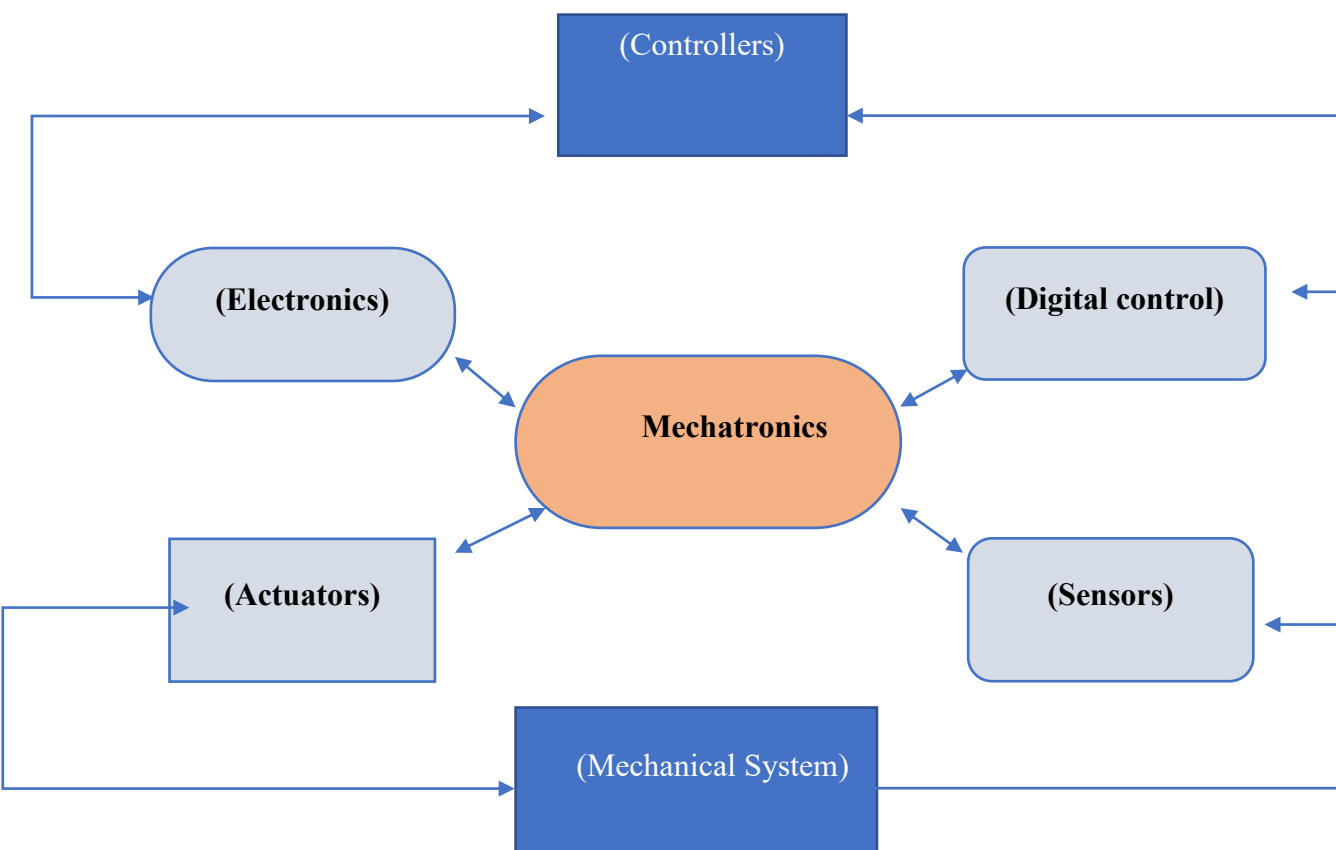 (Controllers)
(Electronics)
(Digital control)
Mechatronics
(Actuators)
(Sensors)
(Mechanical System)